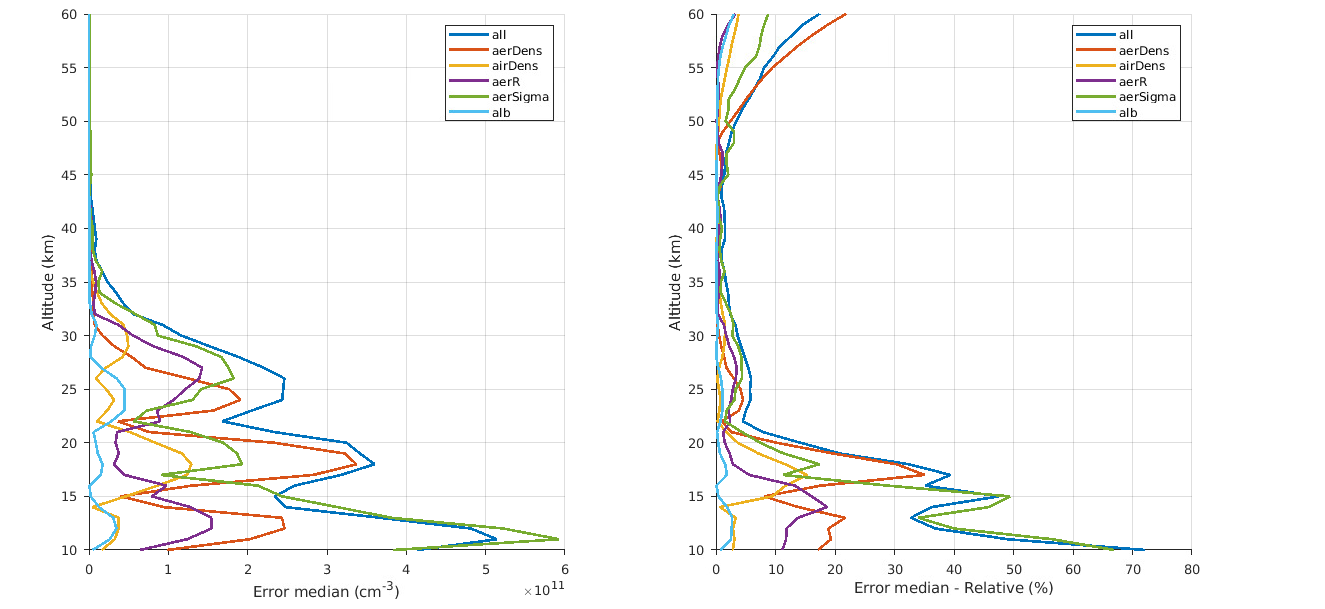 60
55
50
45
40
35
30
25
20
15
10
Altitude (km)
0 1 2 3 4 5 6
Error median (cm-3)
×10^11
all
aerDens
airDens
aerR
aerSigma
alb
60
55
50
45
40
35
30
25
20
15
10
Altitude (km)
0 10 20 30 40 50 60 70 80
Error median - Relative (%)
all
aerDens
airDens
aerR
aerSigma
alb